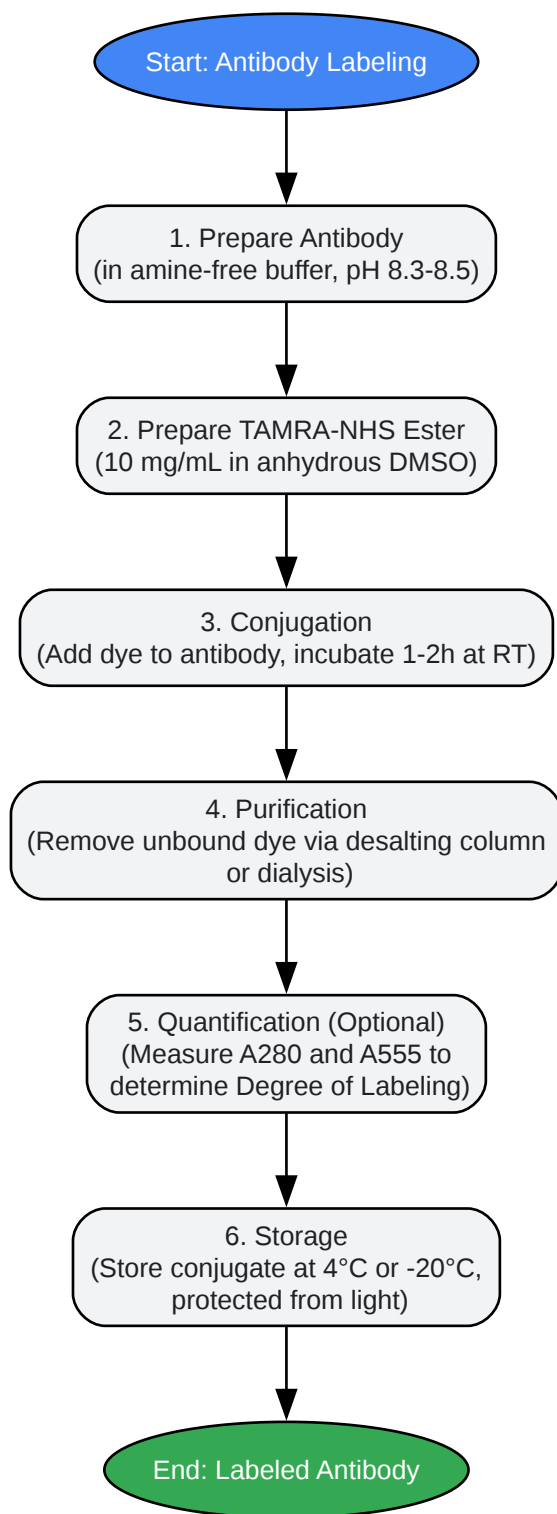 Start: Antibody Labeling
1. Prepare Antibody
(in amine-free buffer, pH 8.3-8.5)
2. Prepare TAMRA-NHS Ester
(10 mg/mL in anhydrous DMSO)
3. Conjugation
(Add dye to antibody, incubate 1-2h at RT)
4. Purification
(Remove unbound dye via desalting column
or dialysis)
5. Quantification (Optional)
(Measure A280 and A555 to
determine Degree of Labeling)
6. Storage
(Store conjugate at 4°C or -20°C,
protected from light)
End: Labeled Antibody